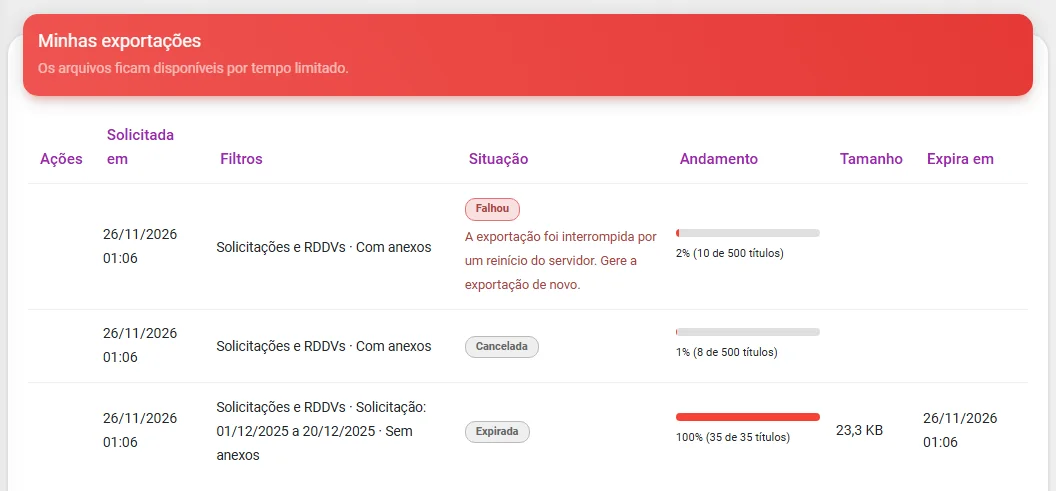 Minhas exportações
Os arquivos ficam disponíveis por tempo limitado.
Ações
Solicitada
em
Filtros
Situação
Andamento
Tamanho
Expira em
26/11/2026
01:06
Solicitações e RDDVs · Com anexos
Falhou
A exportação foi interrompida por
um reinício do servidor. Gere a
exportação de novo.
2% (10 de 500 títulos)
26/11/2026
01:06
Solicitações e RDDVs · Com anexos
Cancelada
1% (8 de 500 títulos)
26/11/2026
01:06
Solicitações e RDDVs · Solicitação:
01/12/2025 a 20/12/2025 · Sem
anexos
Expirada
100% (35 de 35 títulos)
23,3 KB
26/11/2026
01:06